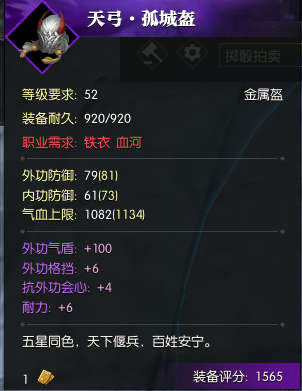 天弓·孤城盔
掷骰拍卖
等级要求: 52 金属盔
装备耐久: 920/920
职业需求: 铁衣 血河
外功防御: 79(81)
内功防御: 61(73)
气血上限: 1082(1134)
外功气盾: +100
外功格挡: +6
抗外功会心: +4
耐力: +6
五星同色，天下偃兵，百姓安宁。
1 装备评分: 1565